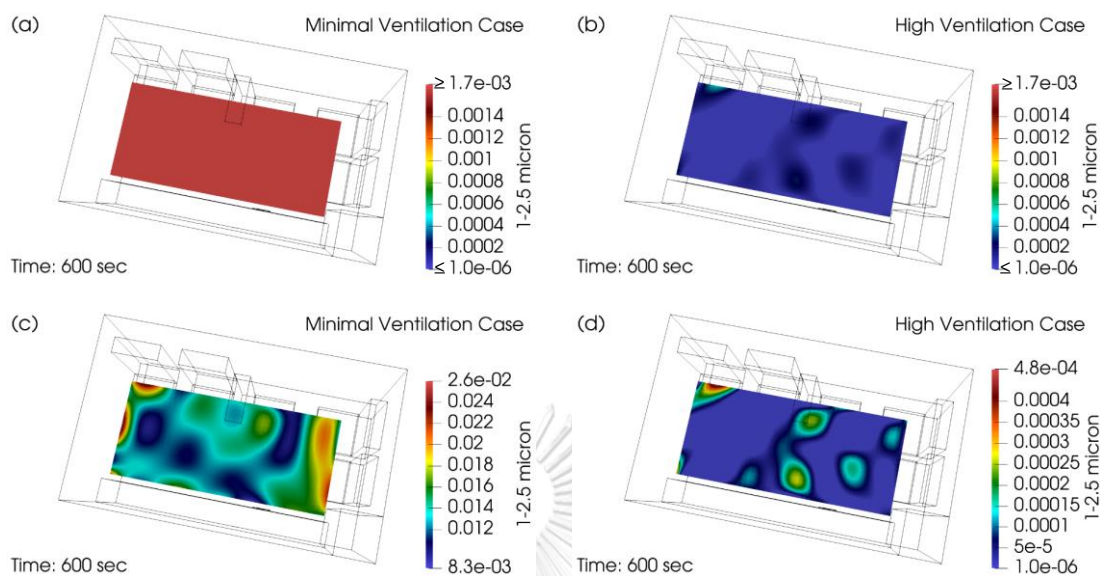 (a) Minimal Ventilation Case
≥ 1.7e-03
0.0014
0.0012
0.001
0.0008
0.0006
0.0004
0.0002
≤ 1.0e-06
1-2.5 micron
Time: 600 sec
(b) High Ventilation Case
≥ 1.7e-03
0.0014
0.0012
0.001
0.0008
0.0006
0.0004
0.0002
≤ 1.0e-06
1-2.5 micron
Time: 600 sec
(c) Minimal Ventilation Case
2.6e-02
0.024
0.022
0.02
0.018
0.016
0.014
0.012
8.3e-03
1-2.5 micron
Time: 600 sec
(d) High Ventilation Case
4.8e-04
0.0004
0.00035
0.0003
0.00025
0.0002
0.00015
0.0001
5e-5
1.0e-06
1-2.5 micron
Time: 600 sec